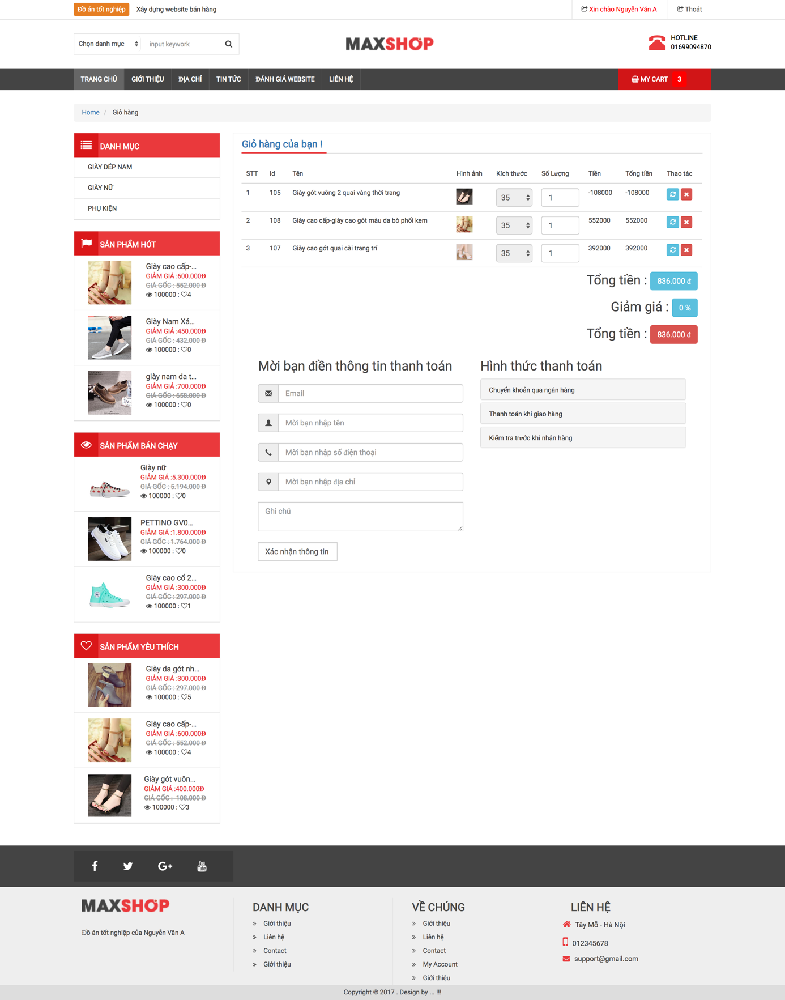 Đồ án tốt nghiệp Xây dựng website bán hàng
Xin chào Nguyễn Văn A
Thoát
Chọn danh mục
input keywork
MAXSHOP
HOTLINE
01699094870
TRANG CHỦ GIỚI THIỆU ĐỊA CHỈ TIN TỨC ĐÁNH GIÁ WEBSITE LIÊN HỆ
MY CART 3
Home / Giỏ hàng
DANH MỤC
GIÀY DÉP NAM
GIÀY NỮ
PHỤ KIỆN
SẢN PHẨM HÓT
Giày cao cấp-...
GIẢM GIÁ :600.000Đ
GIÁ GỐC : 552.000 Đ
100000 : 4
Giày Nam Xá...
GIẢM GIÁ :450.000Đ
GIÁ GỐC : 432.000 Đ
100000 : 0
giày nam da t...
GIẢM GIÁ :700.000Đ
GIÁ GỐC : 658.000 Đ
100000 : 0
SẢN PHẨM BÁN CHẠY
Giày nữ
GIẢM GIÁ :5.300.000Đ
GIÁ GỐC : 5.194.000 Đ
100000 : 0
PETTINO GV0...
GIẢM GIÁ :1.800.000Đ
GIÁ GỐC : 1.764.000 Đ
100000 : 0
Giày cao cổ 2...
GIẢM GIÁ :300.000Đ
GIÁ GỐC : 297.000 Đ
100000 : 1
SẢN PHẨM YÊU THÍCH
Giày da gót nh...
GIẢM GIÁ :300.000Đ
GIÁ GỐC : 297.000 Đ
100000 : 5
Giày cao cấp-...
GIẢM GIÁ :600.000Đ
GIÁ GỐC : 552.000 Đ
100000 : 4
Giày gót vuôn...
GIẢM GIÁ :400.000Đ
GIÁ GỐC : -108.000 Đ
100000 : 3
Giỏ hàng của bạn !
STT Id Tên Hình ảnh Kích thước Số Lượng Tiền Tổng tiền Thao tác
1 105 Giày gót vuông 2 quai vàng thời trang 35 1 -108000 -108000
2 108 Giày cao cấp-giày cao gót màu da bò phối kem 35 1 552000 552000
3 107 Giày cao gót quai cài trang trí 35 1 392000 392000
Tổng tiền : 836.000 đ
Giảm giá : 0 %
Tổng tiền : 836.000 đ
Mời bạn điền thông tin thanh toán
Email
Mời bạn nhập tên
Mời bạn nhập số điện thoại
Mời bạn nhập địa chỉ
Ghi chú
Xác nhận thông tin
Hình thức thanh toán
Chuyển khoản qua ngân hàng
Thanh toán khi giao hàng
Kiểm tra trước khi nhận hàng
You
Tube
MAXSHOP
Đồ án tốt nghiệp của Nguyễn Văn A
DANH MỤC
» Giới thiệu
» Liên hệ
» Contact
» Giới thiệu
VỀ CHÚNG
» Giới thiệu
» Liên hệ
» Contact
» My Account
» Giới thiệu
LIÊN HỆ
Tây Mỗ - Hà Nội
012345678
support@gmail.com
Copyright © 2017 . Design by ... !!!